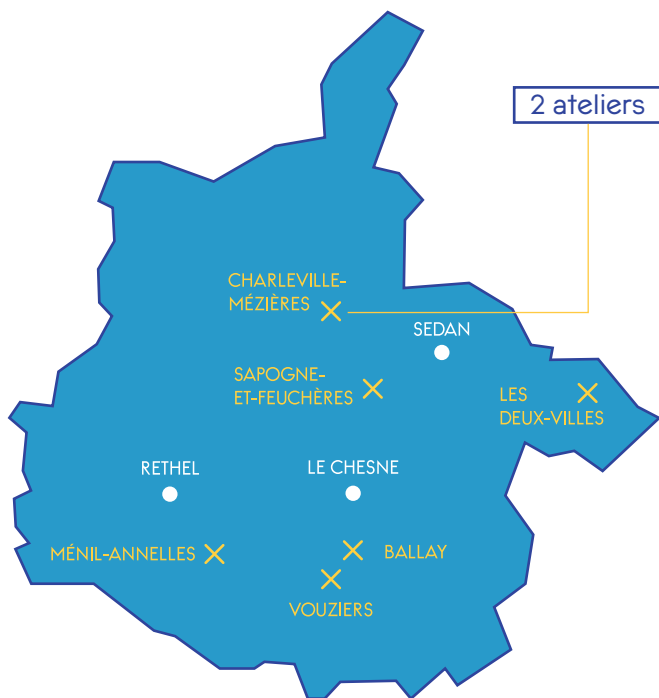 2 ateliers
CHARLEVILLE-
MÉZIÈRES
SEDAN
SAPOGNE-
ET-FEUCHÈRES
LES
DEUX-VILLES
RETHEL
LE CHESNE
MÉNIL-ANNELLES
BALLAY
VOUZIERS